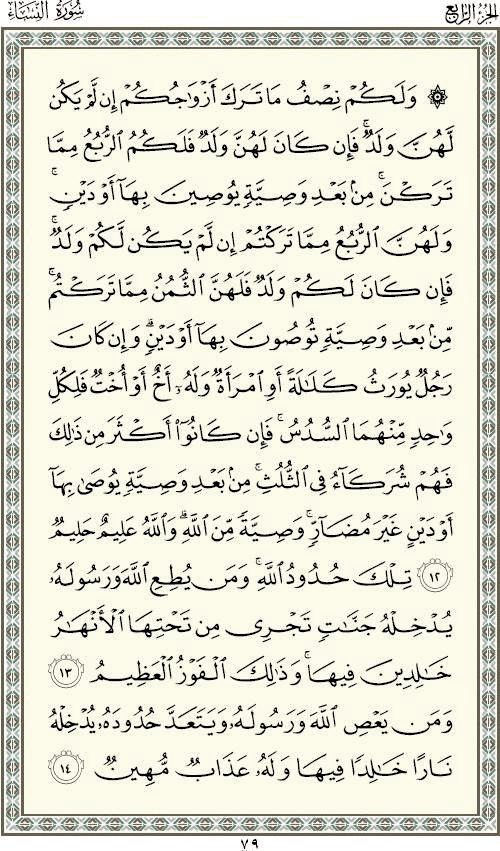 الجزء الرابع
سورة النساء
۞ وَلَكُمْ نِصْفُ مَا تَرَكَ أَزْوَٰجُكُمْ إِن لَّمْ يَكُن
لَّهُنَّ وَلَدٌۭ ۚ فَإِن كَانَ لَهُنَّ وَلَدٌۭ فَلَكُمُ ٱلرُّبُعُ مِمَّا
تَرَكْنَ ۚ مِنۢ بَعْدِ وَصِيَّةٍۢ يُوصِينَ بِهَآ أَوْ دَيْنٍۢ ۚ
وَلَهُنَّ ٱلرُّبُعُ مِمَّا تَرَكْتُمْ إِن لَّمْ يَكُن لَّكُمْ وَلَدٌۭ ۚ
فَإِن كَانَ لَكُمْ وَلَدٌۭ فَلَهُنَّ ٱلثُّمُنُ مِمَّا تَرَكْتُم ۚ
مِّنۢ بَعْدِ وَصِيَّةٍۢ تُوصُونَ بِهَآ أَوْ دَيْنٍۢ ۗ وَإِن كَانَ
رَجُلٌۭ يُورَثُ كَلَٰلَةً أَوِ ٱمْرَأَةٌۭ وَلَهُۥٓ أَخٌ أَوْ أُخْتٌۭ فَلِكُلِّ
وَٰحِدٍۢ مِّنْهُمَا ٱلسُّدُسُ ۚ فَإِن كَانُوٓا۟ أَكْثَرَ مِن ذَٰلِكَ
فَهُمْ شُرَكَآءُ فِى ٱلثُّلُثِ ۚ مِنۢ بَعْدِ وَصِيَّةٍۢ يُوصَىٰ بِهَآ
أَوْ دَيْنٍ غَيْرَ مُضَآرٍّۢ ۚ وَصِيَّةًۭ مِّنَ ٱللَّهِ ۗ وَٱللَّهُ عَلِيمٌ حَلِيمٌۭ
١٢ تِلْكَ حُدُودُ ٱللَّهِ ۚ وَمَن يُطِعِ ٱللَّهَ وَرَسُولَهُۥ
يُدْخِلْهُ جَنَّٰتٍۢ تَجْرِى مِن تَحْتِهَا ٱلْأَنْهَٰرُ
خَٰلِدِينَ فِيهَا ۚ وَذَٰلِكَ ٱلْفَوْزُ ٱلْعَظِيمُ ١٣
وَمَن يَعْصِ ٱللَّهَ وَرَسُولَهُۥ وَيَتَعَدَّ حُدُودَهُۥ يُدْخِلْهُ
نَارًا خَٰلِدًۭا فِيهَا وَلَهُۥ عَذَابٌۭ مُّهِينٌۭ ١٤
٧٩